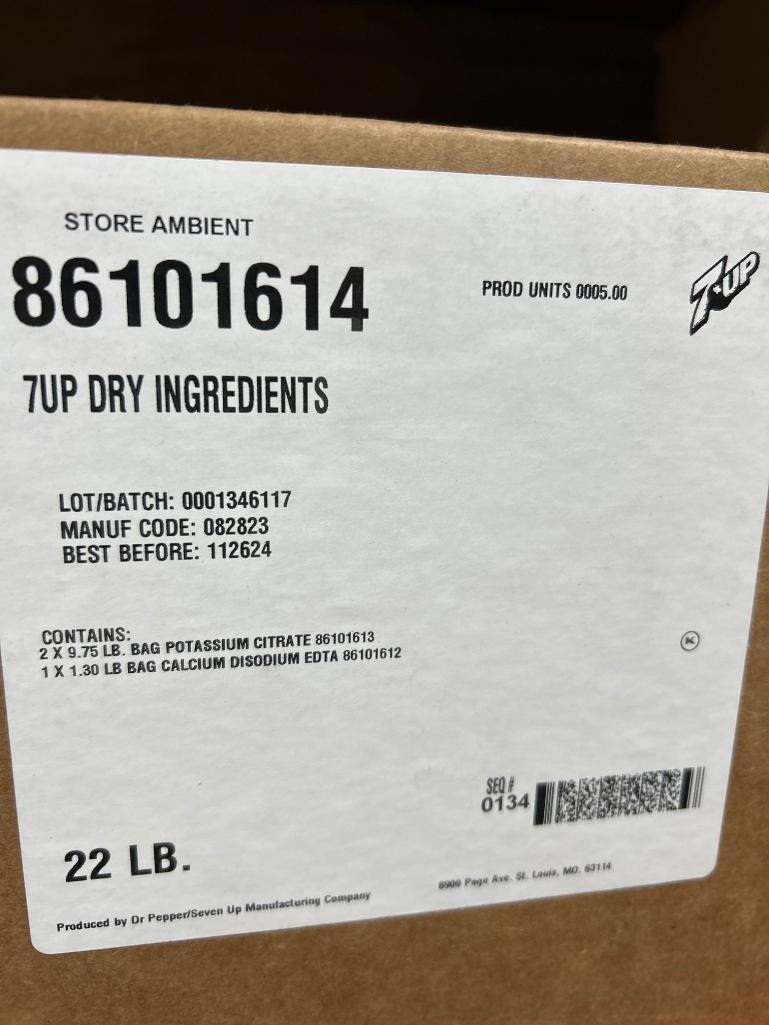 STORE AMBIENT
86101614
PROD UNITS 0005.00
7UP
7UP DRY INGREDIENTS
LOT/BATCH: 0001346117
MANUF CODE: 082823
BEST BEFORE: 112624
CONTAINS:
2 X 9.75 LB. BAG POTASSIUM CITRATE 86101613
1 X 1.30 LB BAG CALCIUM DISODIUM EDTA 86101612
K
SEQ #
0134
22 LB.
Produced by Dr Pepper/Seven Up Manufacturing Company
8900 Page Ave. St. Louis, MO. 63114